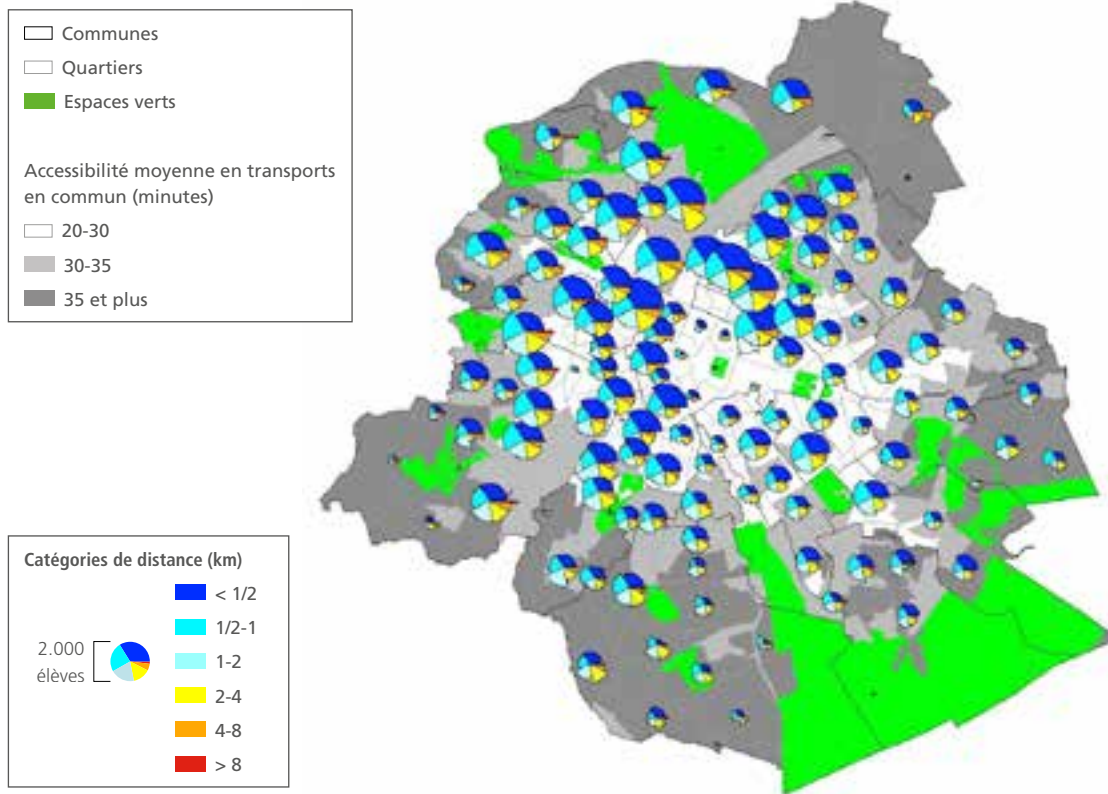 Communes
Quartiers
Espaces verts
Accessibilité moyenne en transports
en commun (minutes)
20-30
30-35
35 et plus
Catégories de distance (km)
2.000
élèves
< 1/2
1/2-1
1-2
2-4
4-8
> 8